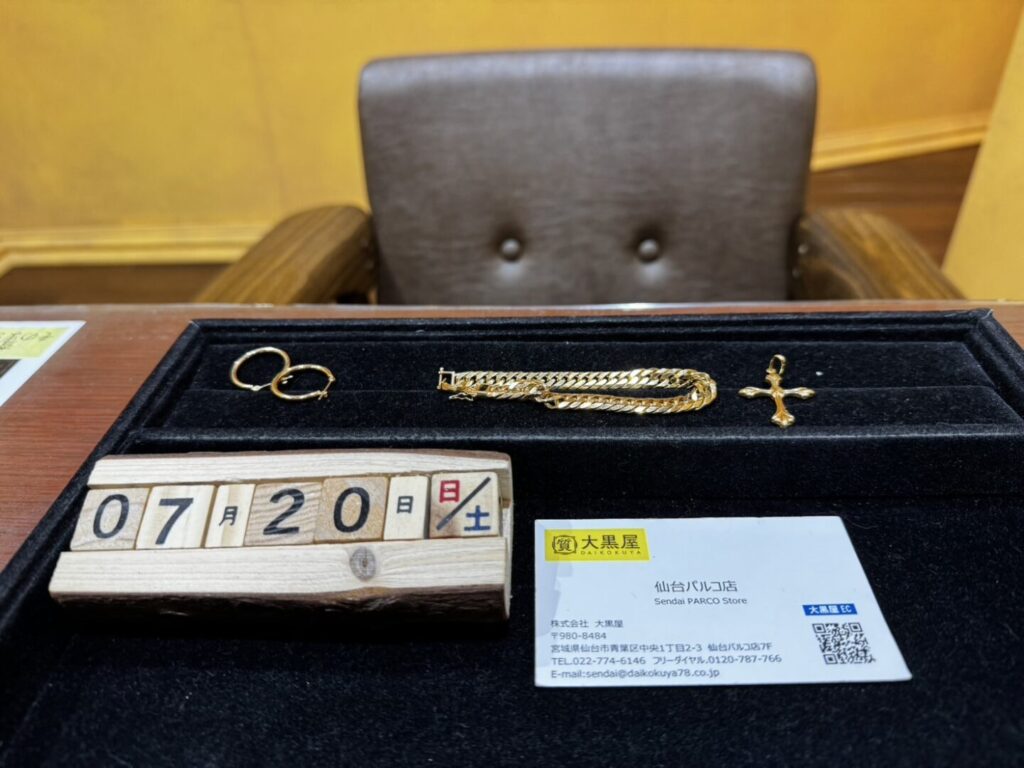 07月20日 日/土
質 大黒屋
DAIKOKUYA
仙台パルコ店
Sendai PARCO Store
大黒屋 EC
株式会社 大黒屋
〒980-8484
宮城県仙台市青葉区中央1丁目2-3 仙台パルコ店7F
TEL.022-774-6146 フリーダイヤル.0120-787-766
E-mail:sendai@daikokuya78.co.jp